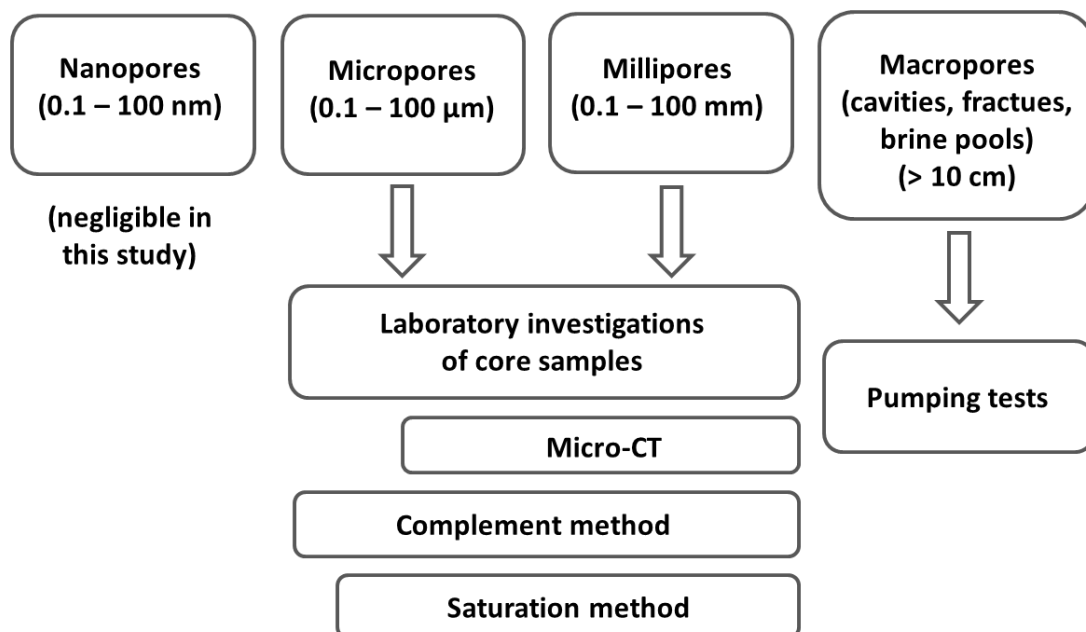 Nanopores
(0.1 – 100 nm)
(negligible in
this study)
Micropores
(0.1 – 100 µm)
Millipores
(0.1 – 100 mm)
Macropores
(cavities, fractues,
brine pools)
(> 10 cm)
Laboratory investigations
of core samples
Pumping tests
Micro-CT
Complement method
Saturation method